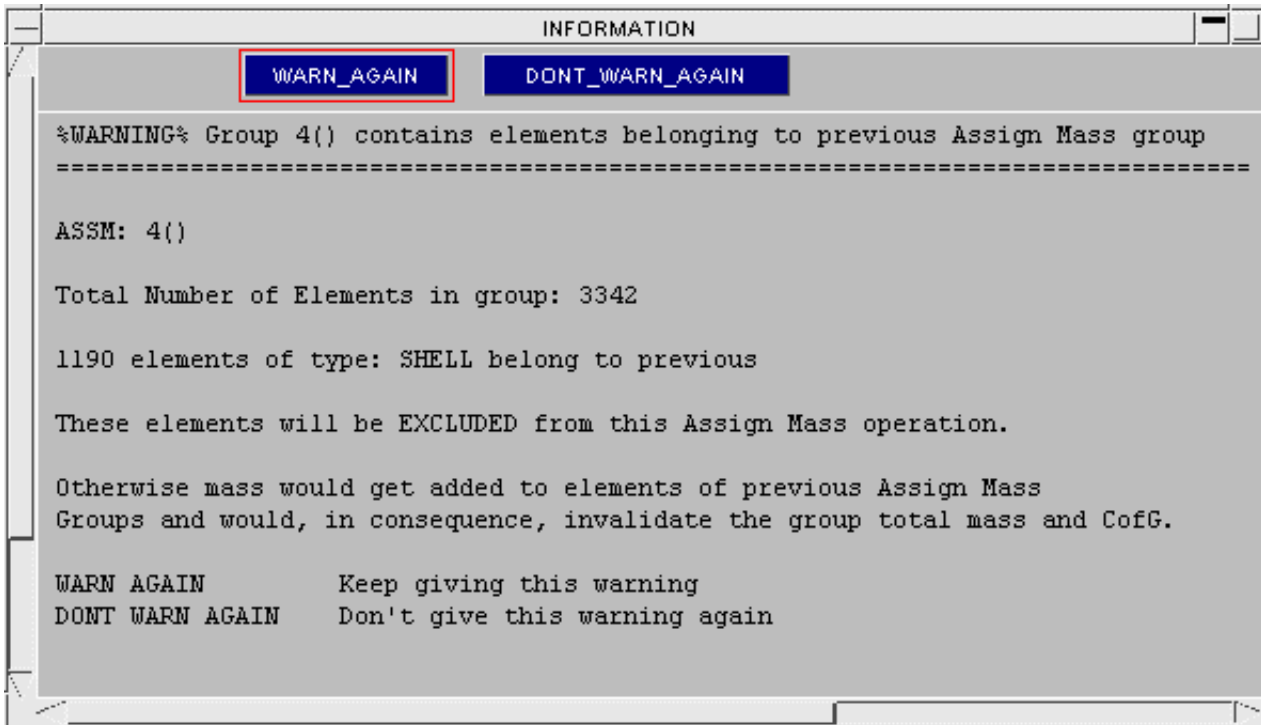 INFORMATION
WARN_AGAIN DONT_WARN_AGAIN
%WARNING% Group 4() contains elements belonging to previous Assign Mass group
================================================================================
ASSM: 4()
Total Number of Elements in group: 3342
1190 elements of type: SHELL belong to previous
These elements will be EXCLUDED from this Assign Mass operation.
Otherwise mass would get added to elements of previous Assign Mass
Groups and would, in consequence, invalidate the group total mass and CofG.
WARN AGAIN Keep giving this warning
DONT WARN AGAIN Don't give this warning again